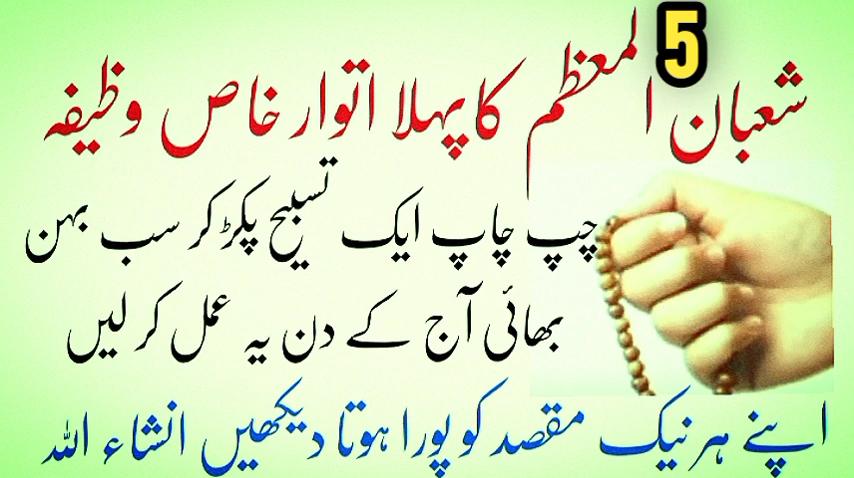 5
شعبان المعظم کا پہلا اتوار خاص وظیفہ
چپ چاپ ایک تسبیح پکڑ کر سب بہن
بھائی آج کے دن یہ عمل کر لیں
اپنے ہر نیک مقصد کو پورا ہوتا دیکھیں انشاء اللہ